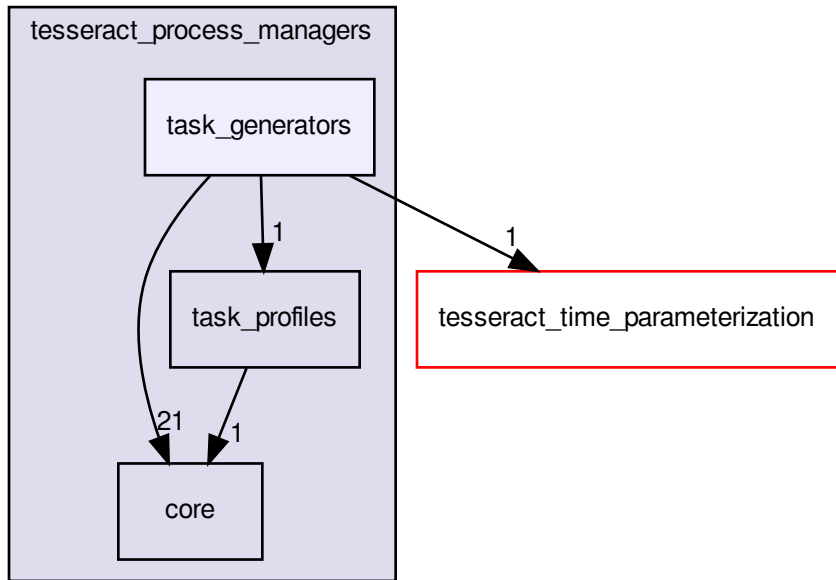 tesseract_process_managers
task_generators
1
1
task_profiles
tesseract_time_parameterization
21
1
core